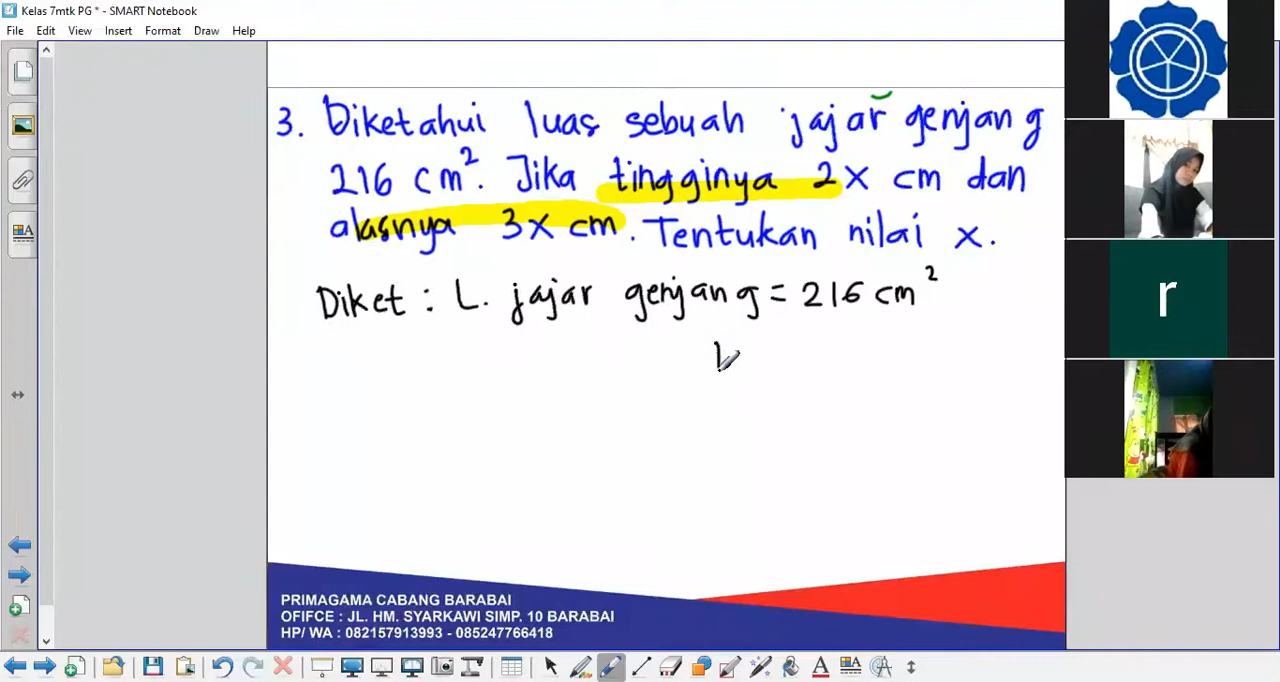 Kelas 7mtk PG * - SMART Notebook
File Edit View Insert Format Draw Help
3. Diketahui luas sebuah jajar genjang
216 cm². Jika tingginya 2x cm dan
alasnya 3x cm. Tentukan nilai x.
Diket : L. jajar genjang = 216 cm²
r
PRIMAGAMA CABANG BARABAI
OFIFCE : JL. HM. SYARKAWI SIMP. 10 BARABAI
HP/ WA : 082157913993 - 085247766418